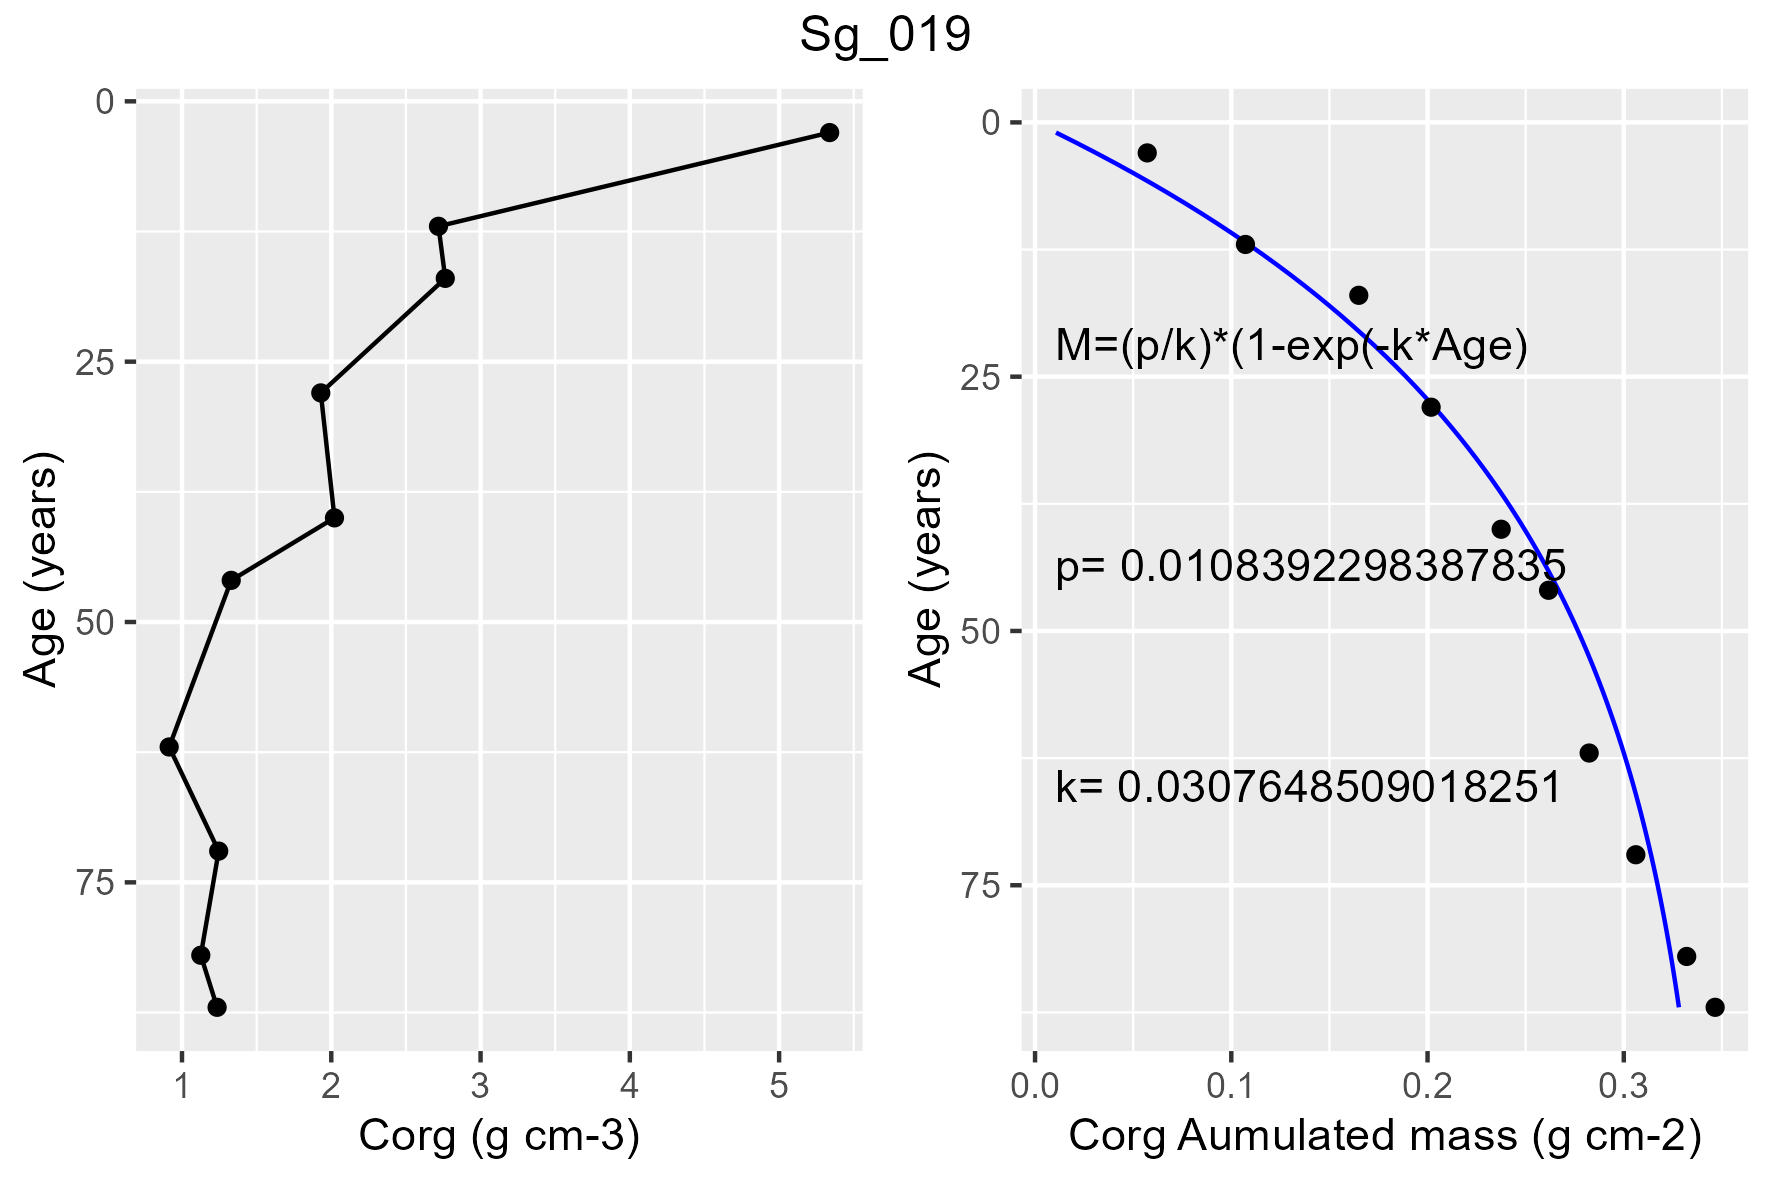 Sg_019
0
25
50
75
Age (years)
1 2 3 4 5
Corg (g cm-3)
0
25
50
75
Age (years)
M=(p/k)*(1-exp(-k*Age)
p= 0.0108392298387835
k= 0.0307648509018251
0.0 0.1 0.2 0.3
Corg Aumulated mass (g cm-2)